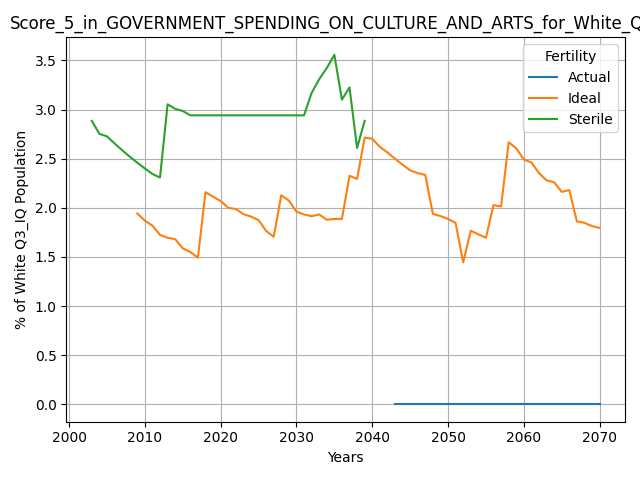 Score_5_in_GOVERNMENT_SPENDING_ON_CULTURE_AND_ARTS_for_White_Q
Fertility
Actual
Ideal
Sterile
% of White Q3_IQ Population
3.5
3.0
2.5
2.0
1.5
1.0
0.5
0.0
2000 2010 2020 2030 2040 2050 2060 2070
Years